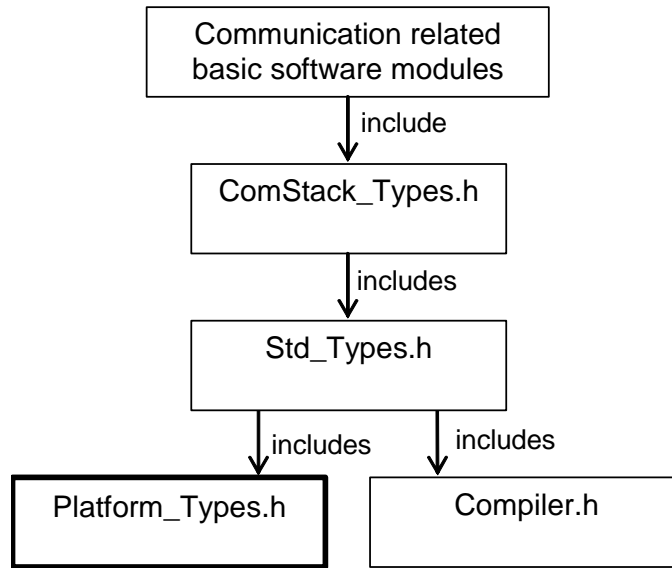 Communication related
basic software modules
include
ComStack_Types.h
includes
Std_Types.h
includes
includes
Platform_Types.h
Compiler.h